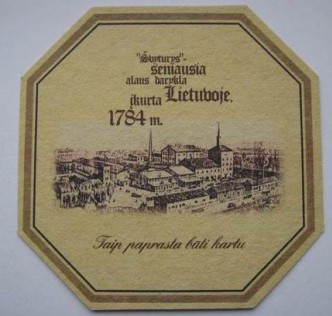 "Švyturys"-
seniausia
alaus darykla
įkurta Lietuvoje.
1784 m.
Taip paprasta būti kartu